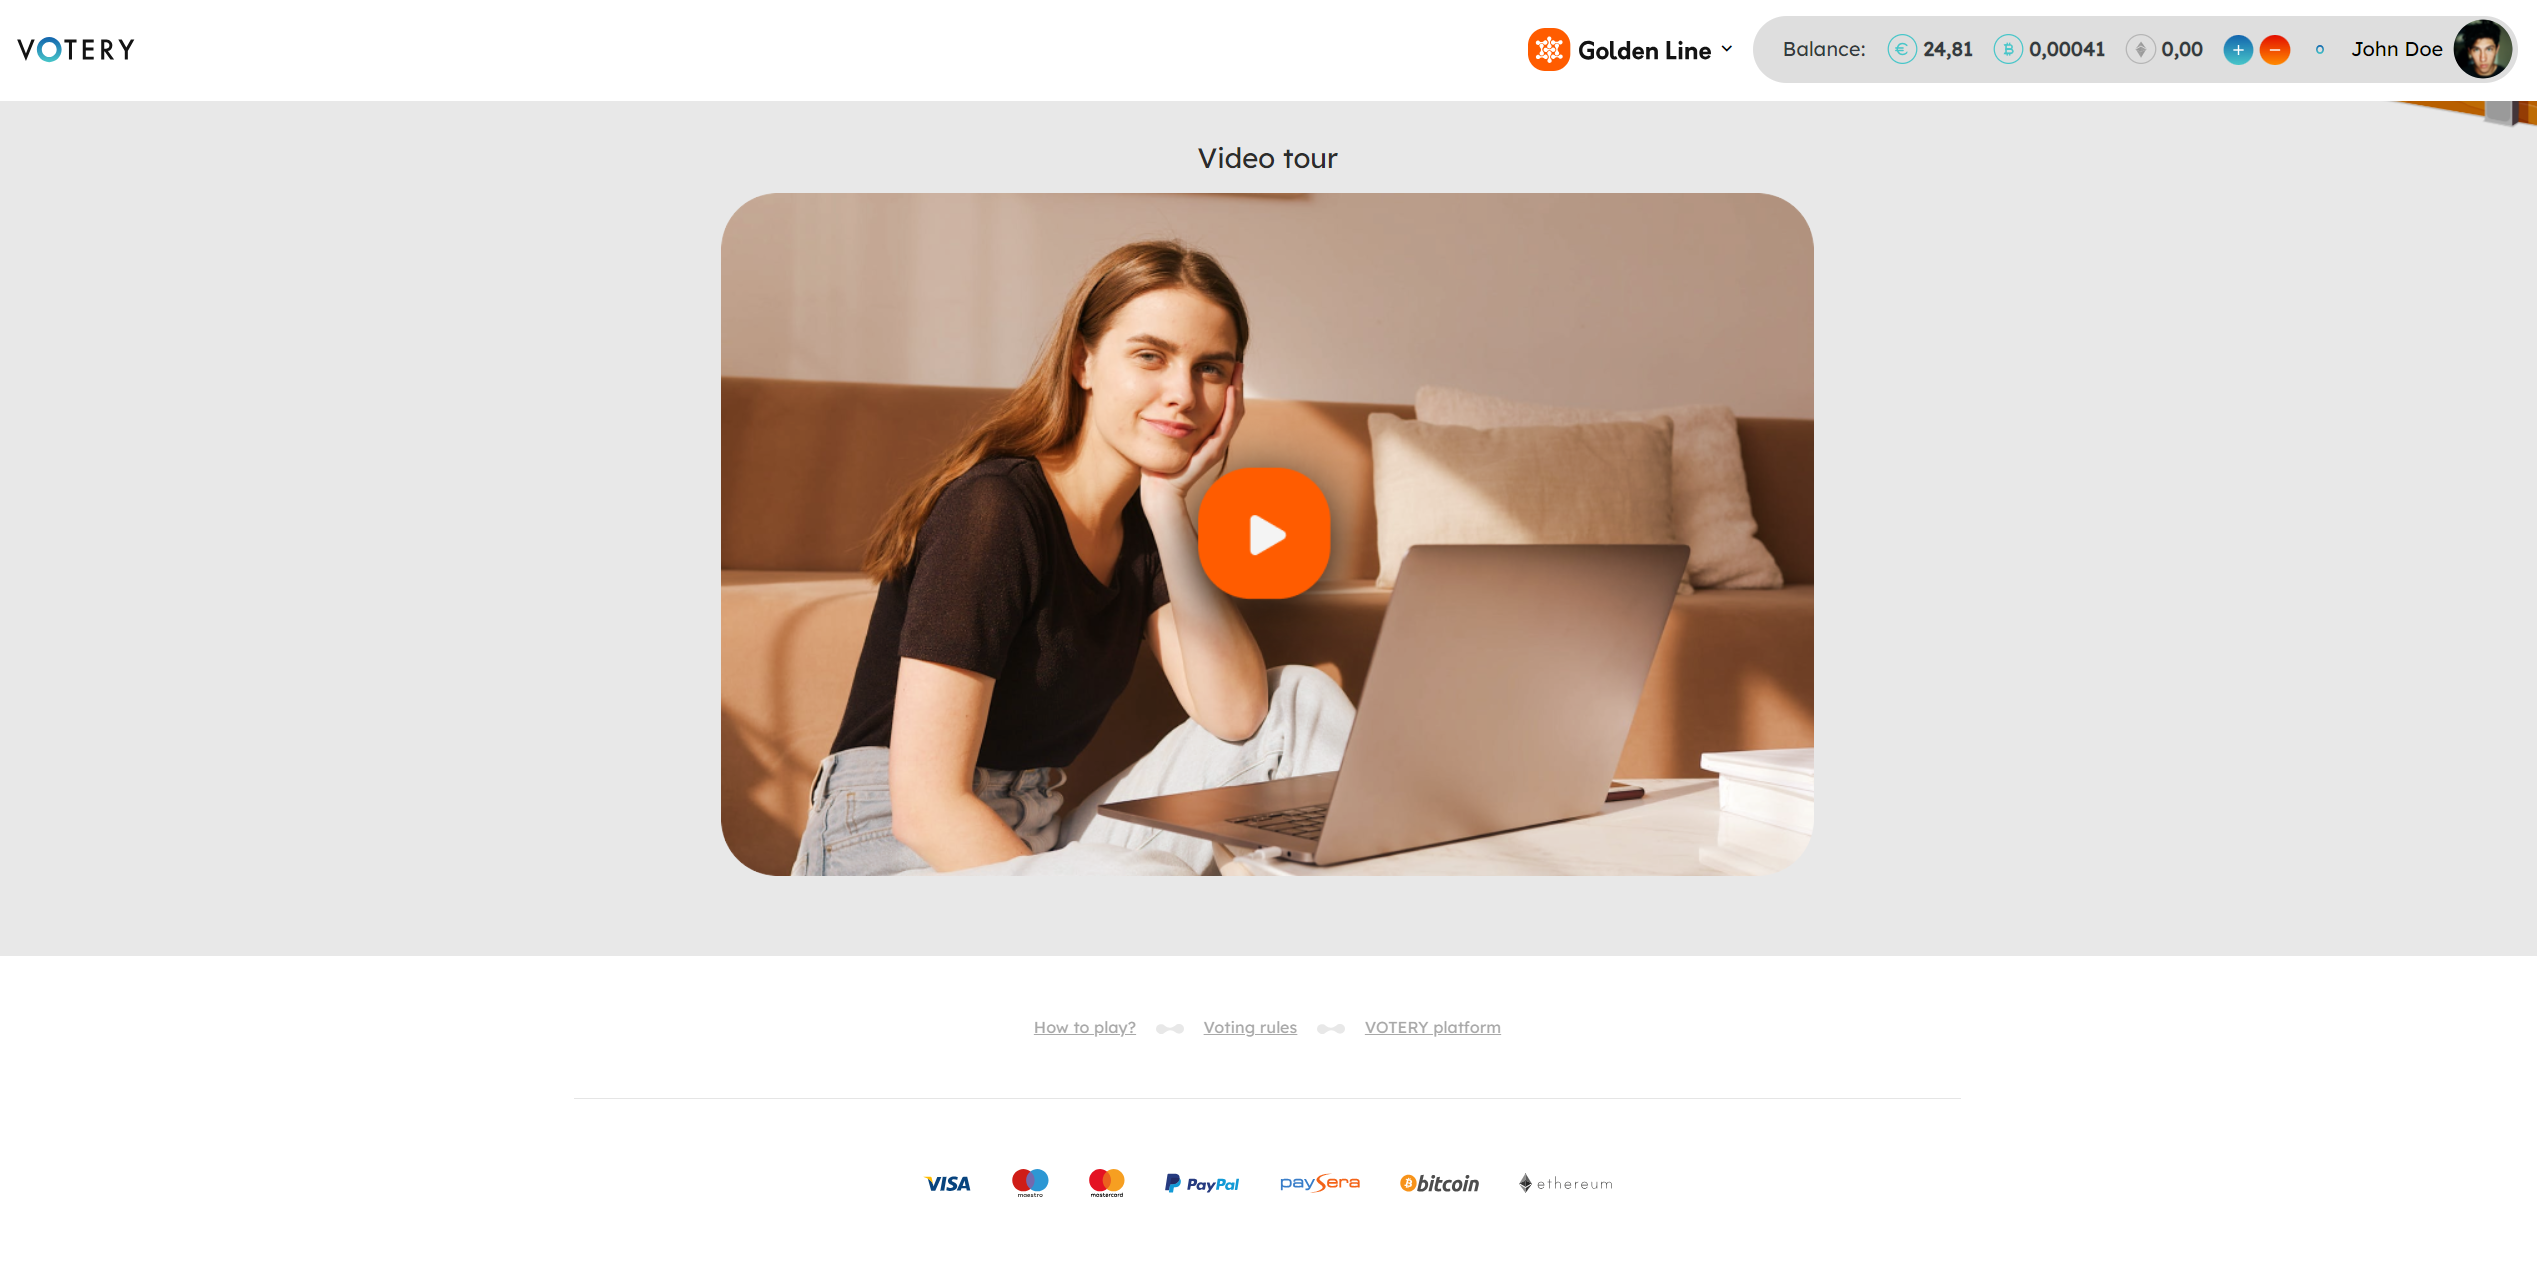 VOTERY
Golden Line
Balance: € 24,81 0,00041 0,00 + − John Doe
Video tour
How to play? Voting rules VOTERY platform
VISA maestro mastercard PayPal paySera bitcoin ethereum